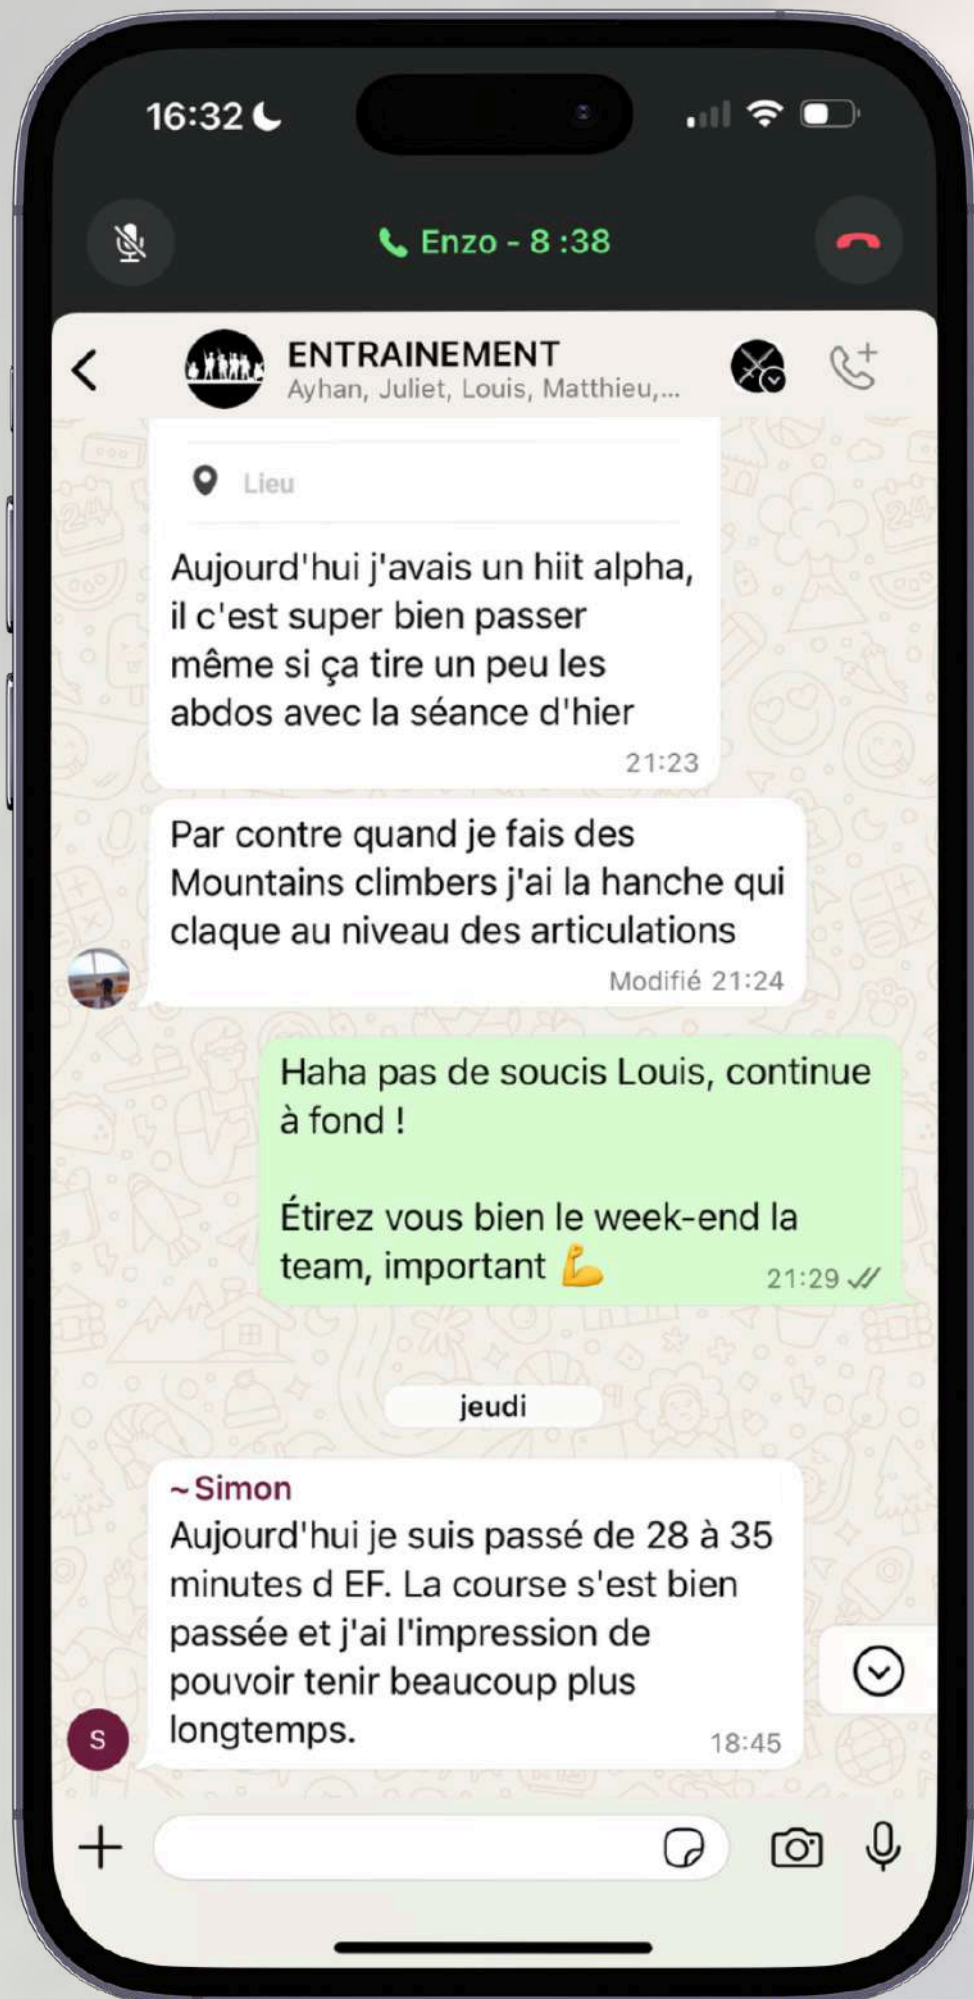 16:32
Enzo - 8 :38
ENTRAINEMENT
Ayhan, Juliet, Louis, Matthieu,...
Lieu
Aujourd'hui j'avais un hiit alpha,
il c'est super bien passer
même si ça tire un peu les
abdos avec la séance d'hier
21:23
Par contre quand je fais des
Mountains climbers j'ai la hanche qui
claque au niveau des articulations
Modifié 21:24
Haha pas de soucis Louis, continue
à fond !
Étirez vous bien le week-end la
team, important 💪
21:29
jeudi
~Simon
Aujourd'hui je suis passé de 28 à 35
minutes d EF. La course s'est bien
passée et j'ai l'impression de
pouvoir tenir beaucoup plus
longtemps.
18:45
S